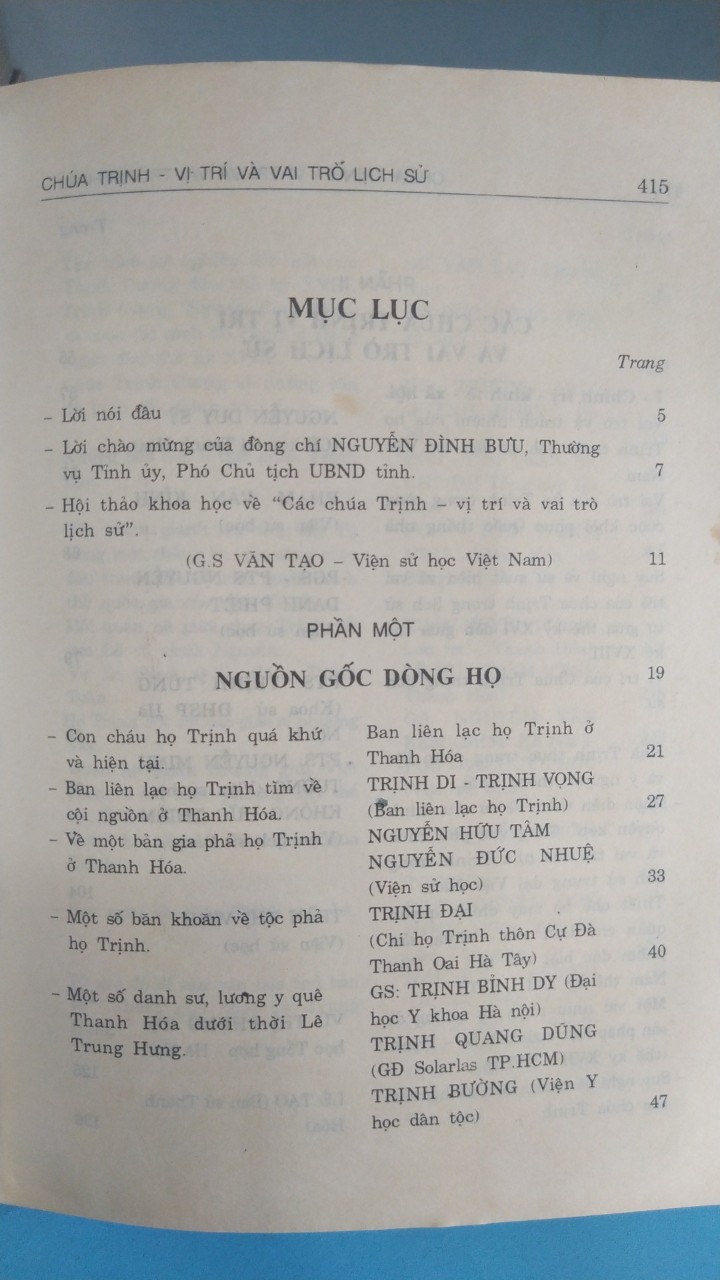 CHÚA TRỊNH - VỊ TRÍ VÀ VAI TRỐ LỊCH SỬ 415
MỤC LỤC
Trang
- Lời nói đầu 5
- Lời chào mừng của đồng chí NGUYỄN ĐÌNH BƯU, Thường
vụ Tỉnh ủy, Phó Chủ tịch UBND tỉnh. 7
- Hội thảo khoa học về “Các chúa Trịnh – vị trí và vai trò
lịch sử”.
(G.S VĂN TẠO – Viện sử học Việt Nam) 11
PHẦN MỘT
NGUỒN GỐC DÒNG HỌ 19
- Con cháu họ Trịnh quá khứ
và hiện tại.
Ban liên lạc họ Trịnh ở
Thanh Hóa 21
- Ban liên lạc họ Trịnh tìm về
cội nguồn ở Thanh Hóa.
TRỊNH DI - TRỊNH VỌNG
(Ban liên lạc họ Trịnh) 27
- Về một bản gia phả họ Trịnh
ở Thanh Hóa.
NGUYỄN HỮU TÂM
NGUYỄN ĐỨC NHUỆ
(Viện sử học) 33
- Một số băn khoăn về tộc phả
họ Trịnh.
TRỊNH ĐẠI
(Chi họ Trịnh thôn Cự Đà
Thanh Oai Hà Tây) 40
- Một số danh sư, lương y quê
Thanh Hóa dưới thời Lê
Trung Hưng.
GS: TRỊNH BỈNH DY (Đại
học Y khoa Hà nội)
TRỊNH QUANG DŨNG
(GĐ Solarlas TP.HCM)
TRỊNH BƯỜNG (Viện Y
học dân tộc) 47